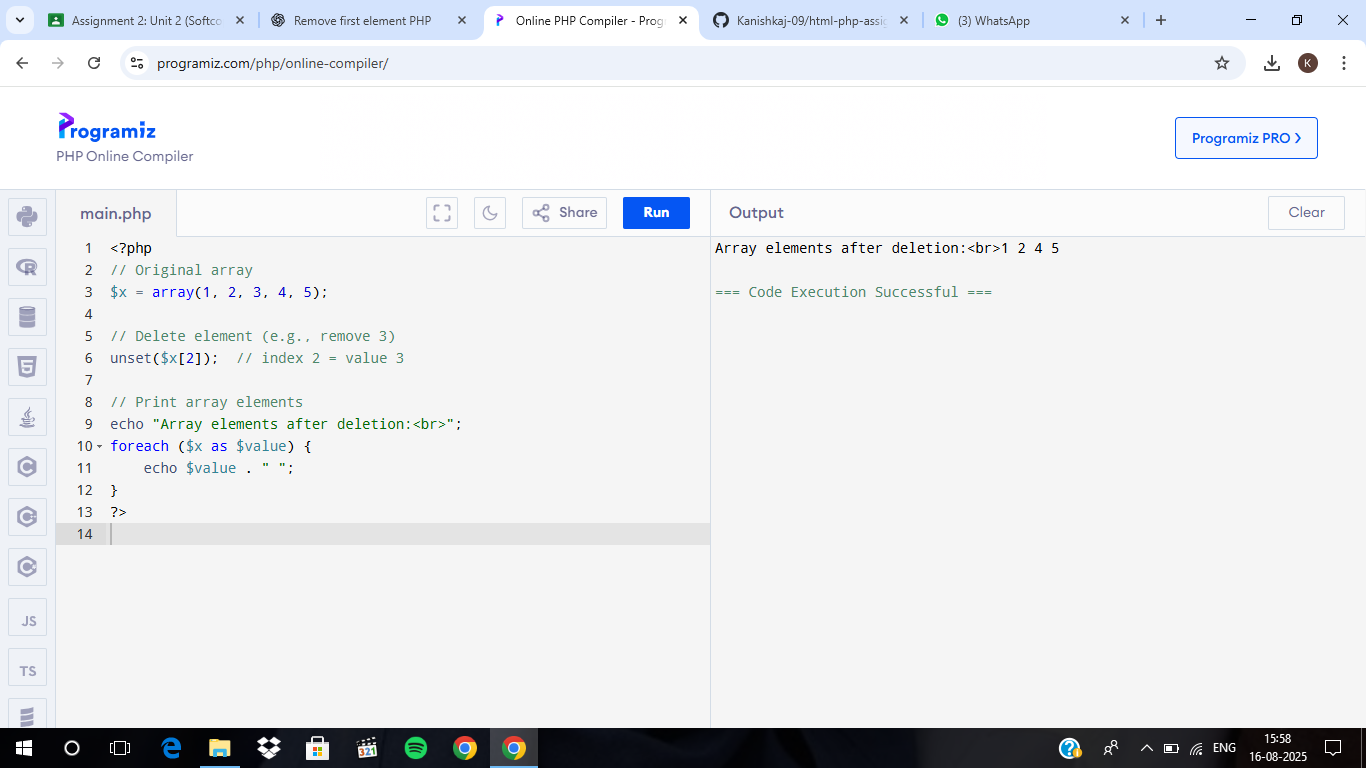 Assignment 2: Unit 2 (Softco
Remove first element PHP
Online PHP Compiler - Prog
Kanishkaj-09/html-php-assig
(3) WhatsApp
programiz.com/php/online-compiler/
K
Programiz
PHP Online Compiler
Programiz PRO >
main.php
Share
Run
Output
Clear
1 <?php
2 // Original array
3 $x = array(1, 2, 3, 4, 5);
4
5 // Delete element (e.g., remove 3)
6 unset($x[2]);  // index 2 = value 3
7
8 // Print array elements
9 echo "Array elements after deletion:<br>";
10 foreach ($x as $value) {
11     echo $value . " ";
12 }
13 ?>
14
Array elements after deletion:<br>1 2 4 5
=== Code Execution Successful ===
JS
TS
321
ENG
15:58
16-08-2025